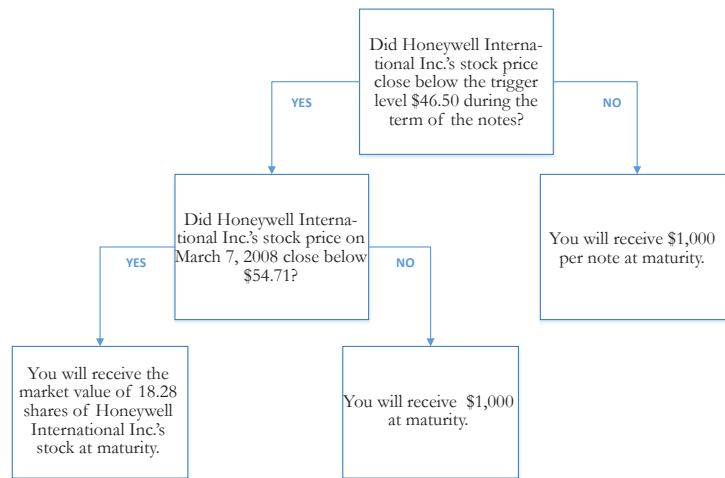 Did Honeywell Interna-
tional Inc.'s stock price
close below the trigger
level $46.50 during the
term of the notes?
YES
NO
Did Honeywell Interna-
tional Inc.'s stock price on
March 7, 2008 close below
$54.71?
You will receive $1,000
per note at maturity.
YES
NO
You will receive the
market value of 18.28
shares of Honeywell
International Inc.'s
stock at maturity.
You will receive $1,000
at maturity.